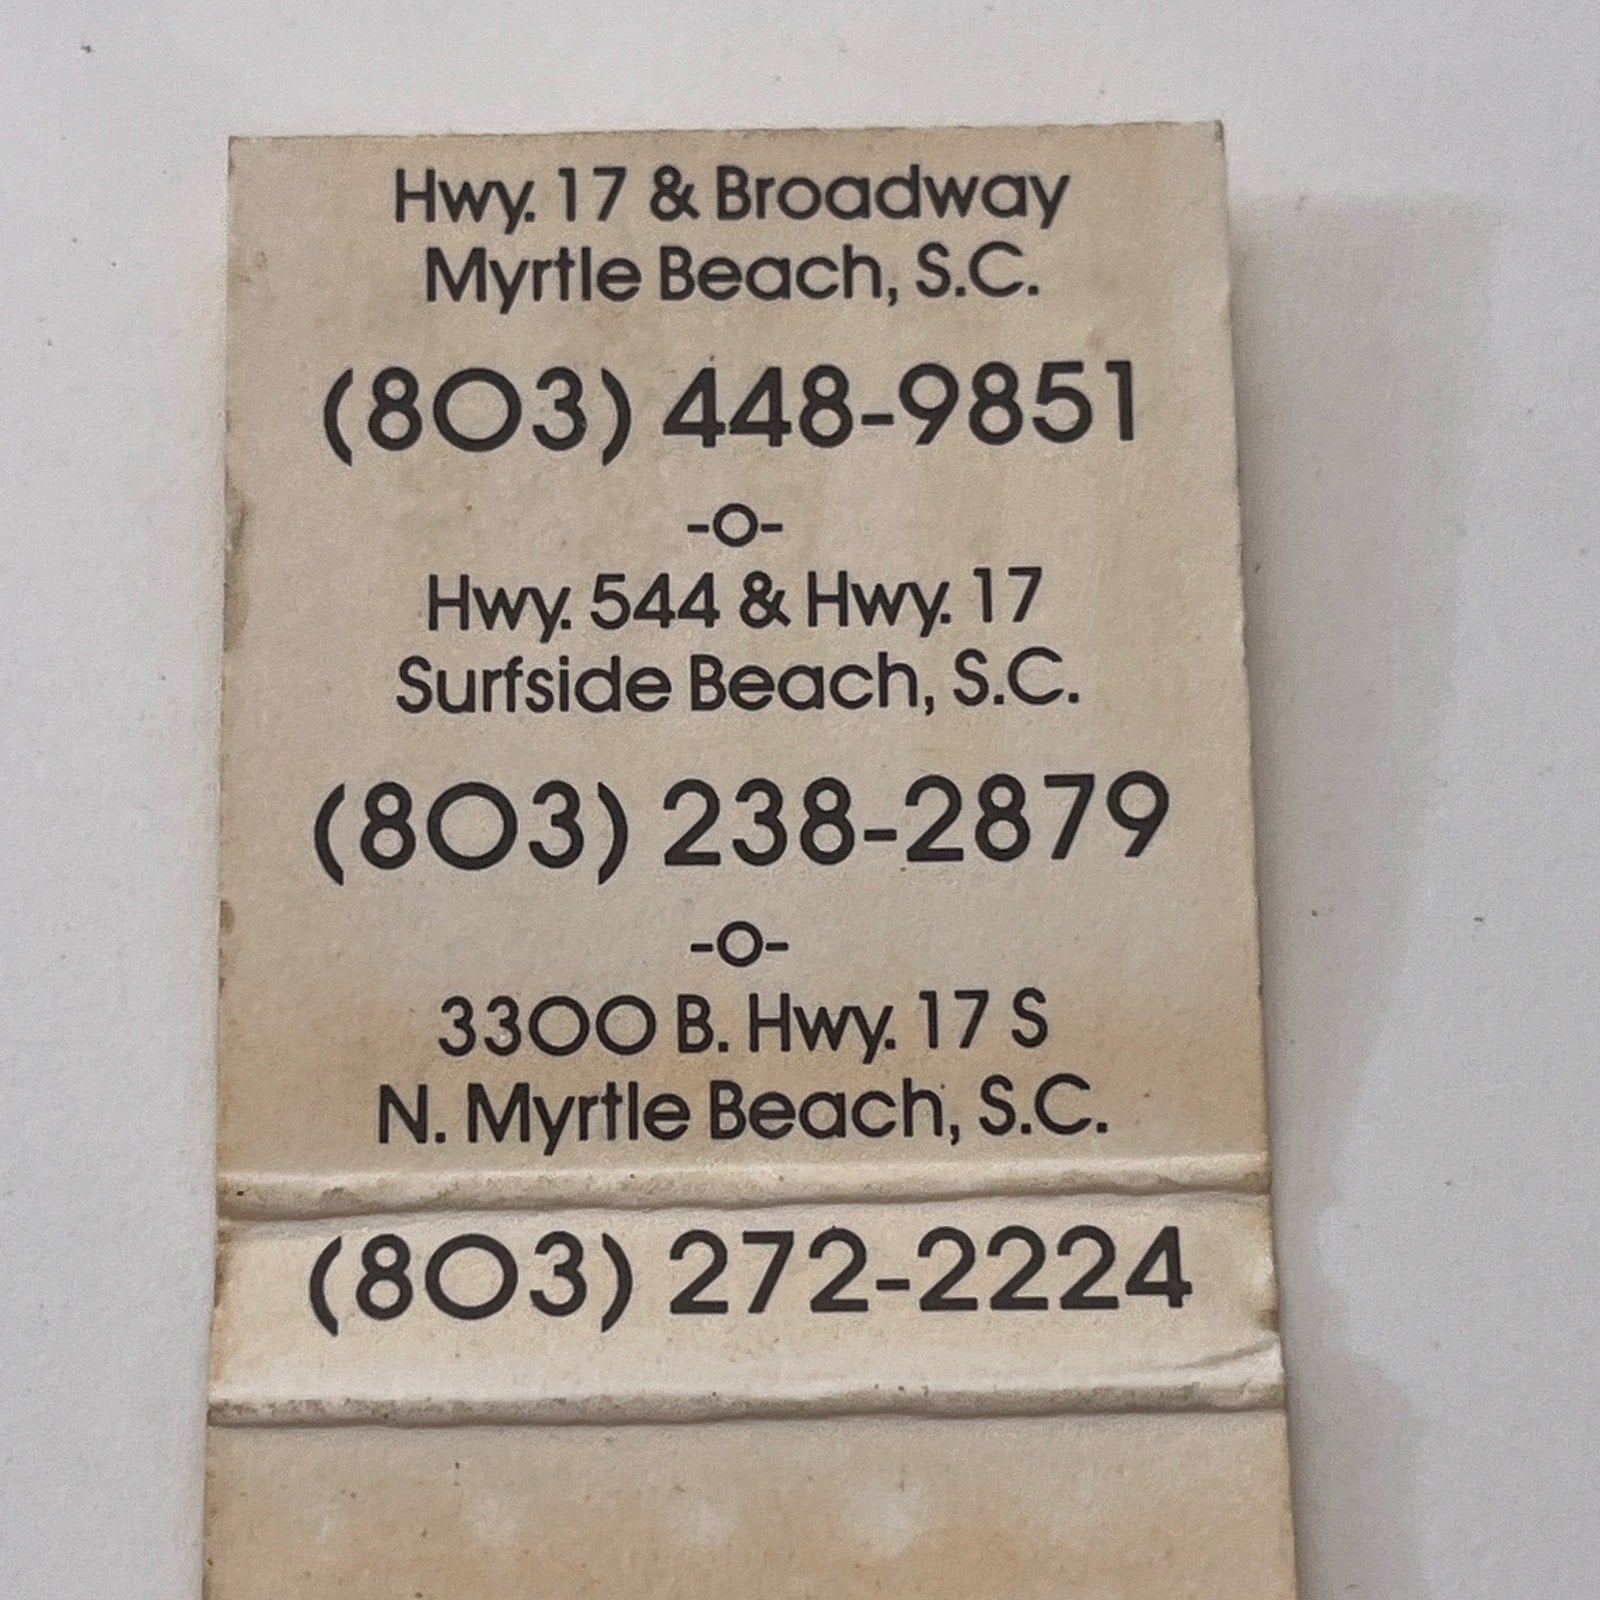 Hwy. 17 & Broadway
Myrtle Beach, S.C.
(803) 448-9851
-o-
Hwy. 544 & Hwy. 17
Surfside Beach, S.C.
(803) 238-2879
-o-
3300 B. Hwy. 17 S
N. Myrtle Beach, S.C.
(803) 272-2224